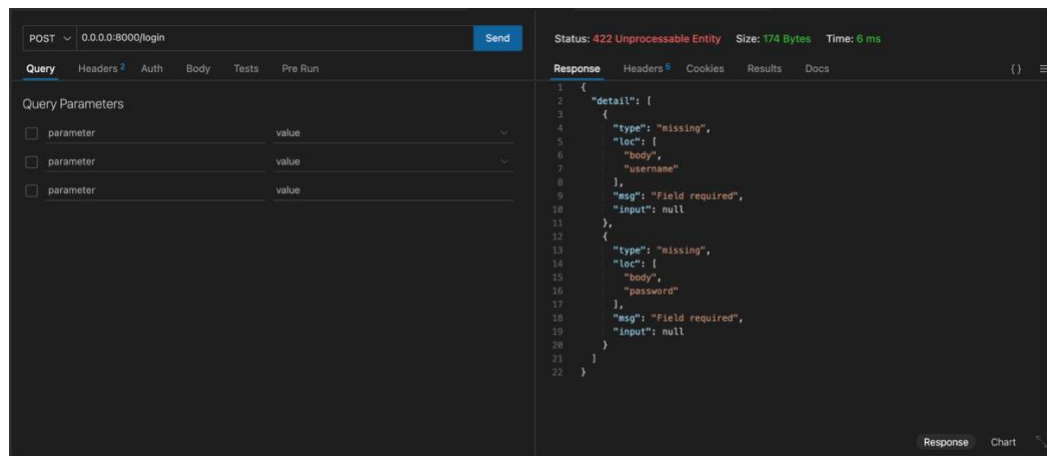 POST 0.0.0.0:8000/login Send
Query Headers 2 Auth Body Tests Pre Run
Query Parameters
parameter value
parameter value
parameter value
Status: 422 Unprocessable Entity Size: 174 Bytes Time: 6 ms
Response Headers 5 Cookies Results Docs {}
1 {
2 "detail": [
3 {
4 "type": "missing",
5 "loc": [
6 "body",
7 "username"
8 ],
9 "msg": "Field required",
10 "input": null
11 },
12 {
13 "type": "missing",
14 "loc": [
15 "body",
16 "password"
17 ],
18 "msg": "Field required",
19 "input": null
20 }
21 ]
22 }
Response Chart